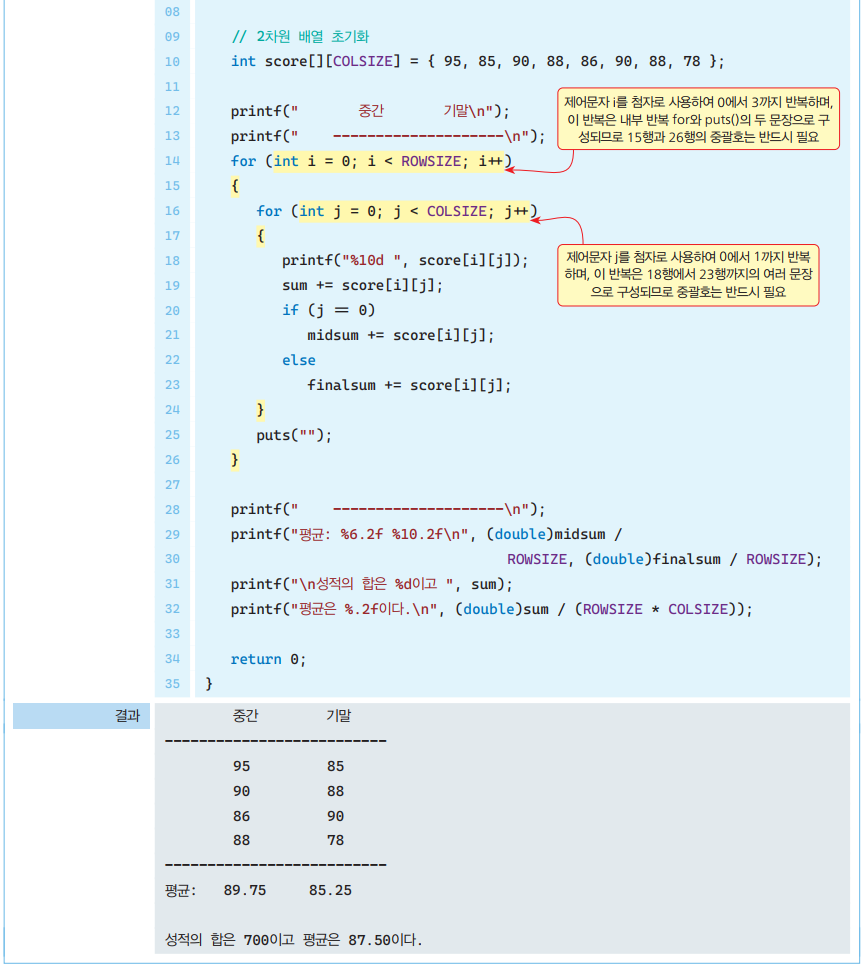 08
09 // 2차원 배열 초기화
10 int score[][COLSIZE] = { 95, 85, 90, 88, 86, 90, 88, 78 };
11
12 printf("       중간       기말\n");
13 printf("    --------------------\n");
제어문자 i를 첨자로 사용하여 0에서 3까지 반복하며,
이 반복은 내부 반복 for와 puts()의 두 문장으로 구
성되므로 15행과 26행의 중괄호는 반드시 필요
14 for (int i = 0; i < ROWSIZE; i++)
15 {
16 for (int j = 0; j < COLSIZE; j++)
17 {
제어문자 j를 첨자로 사용하여 0에서 1까지 반복
하며, 이 반복은 18행에서 23행까지의 여러 문장
으로 구성되므로 중괄호는 반드시 필요
18 printf("%10d ", score[i][j]);
19 sum += score[i][j];
20 if (j == 0)
21 midsum += score[i][j];
22 else
23 finalsum += score[i][j];
24 }
25 puts("");
26 }
27
28 printf("    --------------------\n");
29 printf("평균: %6.2f %10.2f\n", (double)midsum /
30 ROWSIZE, (double)finalsum / ROWSIZE);
31 printf("\n성적의 합은 %d이고 ", sum);
32 printf("평균은 %.2f이다.\n", (double)sum / (ROWSIZE * COLSIZE));
33
34 return 0;
35 }
결과
중간 기말
--------------------------
95 85
90 88
86 90
88 78
--------------------------
평균: 89.75 85.25
성적의 합은 700이고 평균은 87.50이다.